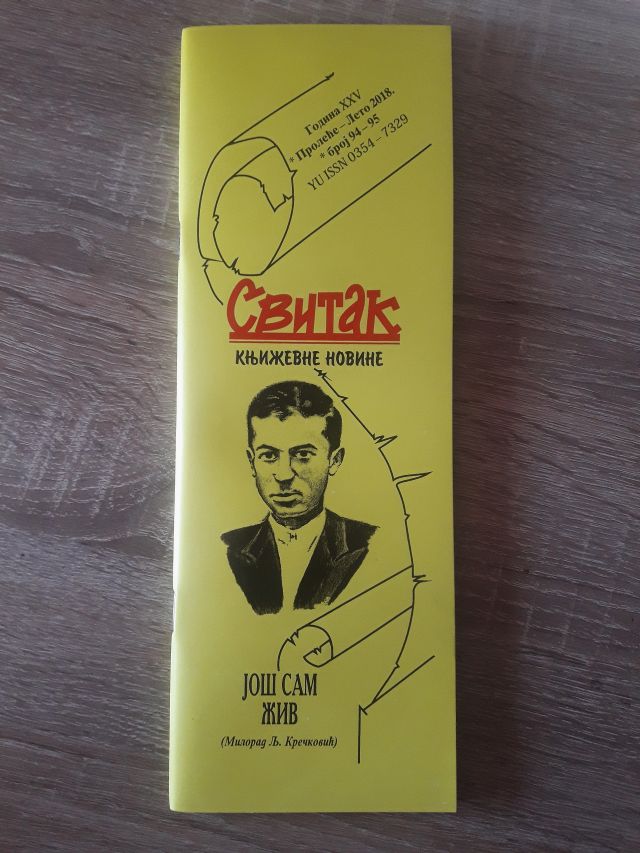 Година XXV
* Пролеће – Лето 2018.
* број 94 – 95
YU ISSN 0354 – 7329
Свитак
КЊИЖЕВНЕ НОВИНЕ
ЈОШ САМ
ЖИВ
(Милорад Љ. Кречковић)